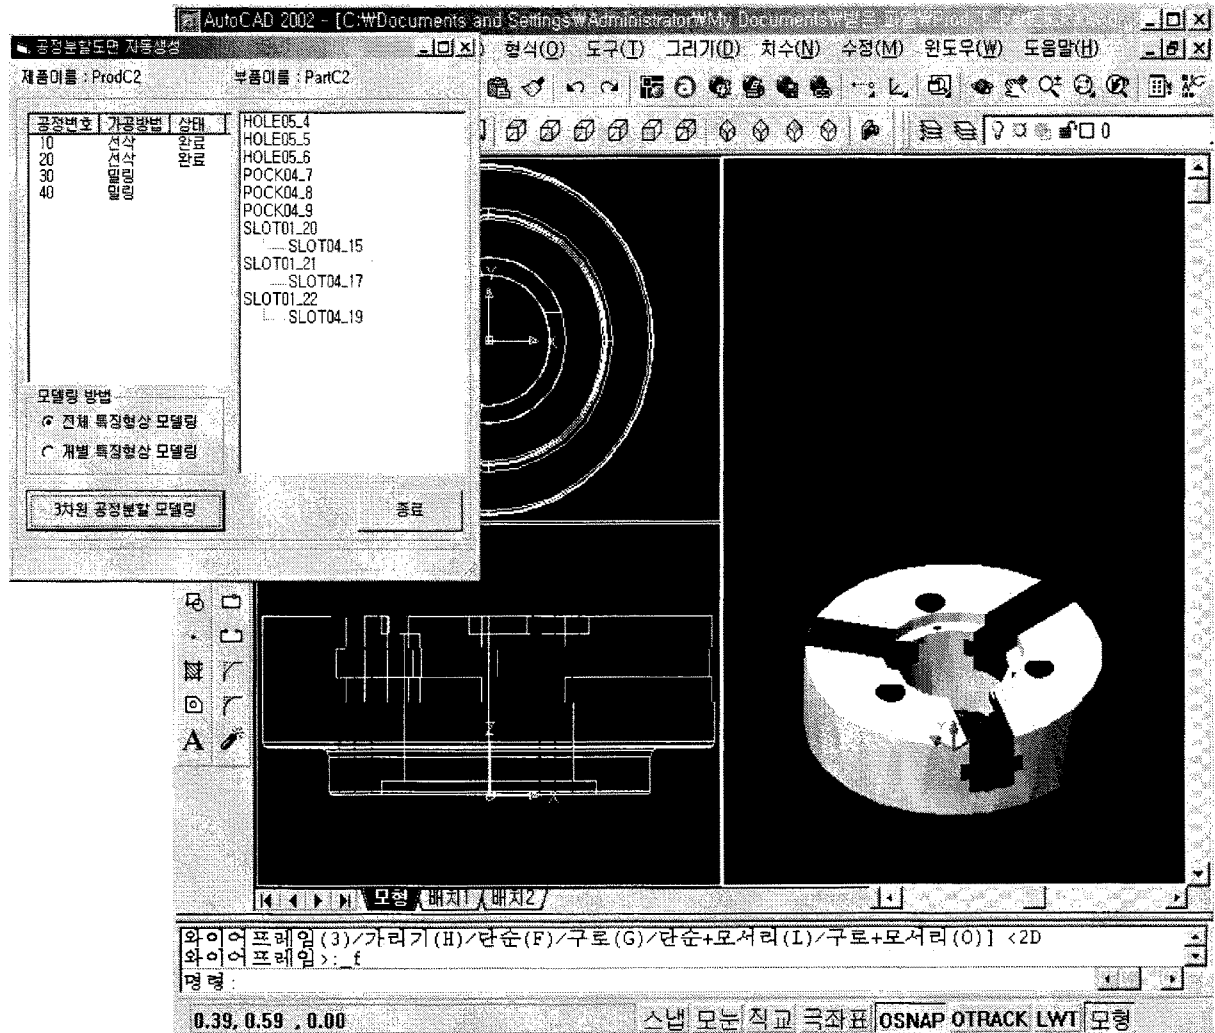 AutoCAD 2002 - [C:\Documents and Settings\Administrator\My Documents\
공정분할도면 자동생성
형식(O) 도구(T) 그리기(D) 치수(N) 수정(M) 윈도우(W) 도움말(H)
제품이름 : ProdC2 부품이름 : PartC2
공정번호 가공방법 상태
10 선삭 완료
20 선삭 완료
30 밀링
40 밀링
HOLE05_4
HOLE05_5
HOLE05_6
POCK04_7
POCK04_8
POCK04_9
SLOT01_20
SLOT04_15
SLOT01_21
SLOT04_17
SLOT01_22
SLOT04_19
0
모델링 방법
전체 특징형상 모델링
개별 특징형상 모델링
3차원 공정분할 모델링 종료
Y
X
Z
X
A
모형 배치1 배치2
와이어프레임(3)/가리기(H)/단순(F)/구로(G)/단순+모서리(L)/구로+모서리(O)] <2D
와이어프레임>:_f
명령:
0.39, 0.59 , 0.00 스냅 모눈 직교 극좌표 OSNAP OTRACK LWT 모형